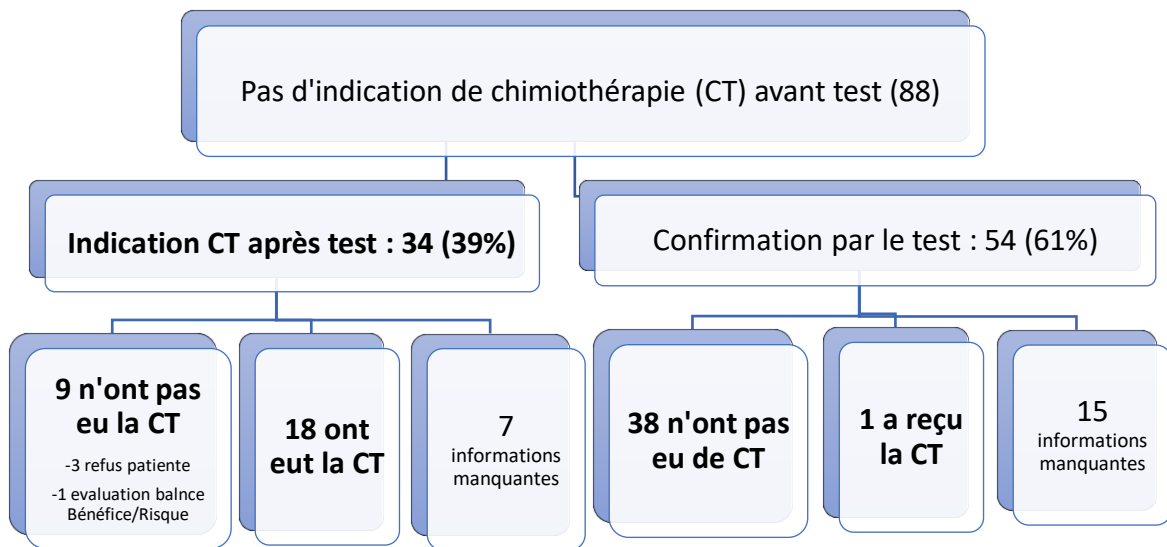 Pas d'indication de chimiothérapie (CT) avant test (88)
Indication CT après test : 34 (39%)
Confirmation par le test : 54 (61%)
9 n'ont pas
eu la CT
-3 refus patiente
-1 evaluation balnce
Bénéfice/Risque
18 ont
eut la CT
7
informations
manquantes
38 n'ont pas
eu de CT
1 a reçu
la CT
15
informations
manquantes